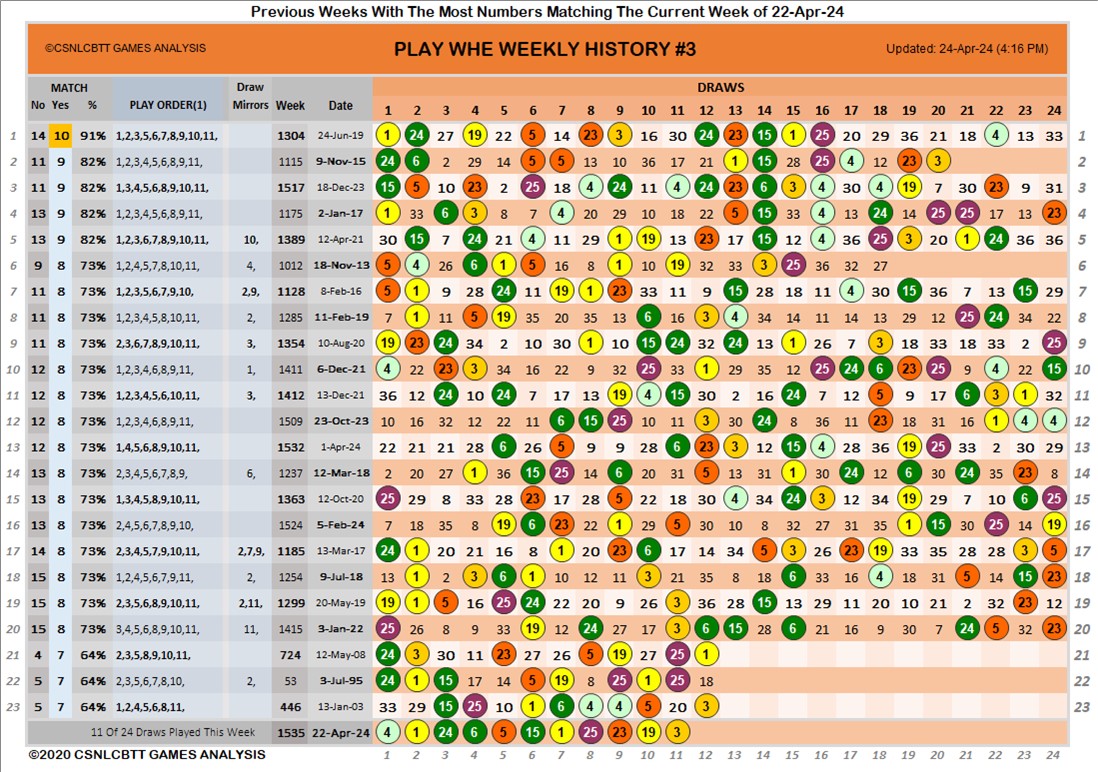 Previous Weeks With The Most Numbers Matching The Current Week of 22-Apr-24
©CSNLCBTT GAMES ANALYSIS PLAY WHE WEEKLY HISTORY #3 Updated: 24-Apr-24 (4:16 PM)
MATCH Draw DRAWS
No Yes % PLAY ORDER(1) Mirrors Week Date 1 2 3 4 5 6 7 8 9 10 11 12 13 14 15 16 17 18 19 20 21 22 23 24
1 14 10 91% 1,2,3,5,6,7,8,9,10,11, 1304 24-Jun-19 1 24 27 19 22 5 14 23 3 16 30 24 23 15 1 16 20 29 36 21 18 4 13 33 1
2 11 9 82% 1,2,3,4,5,6,8,9,11, 1115 9-Nov-15 24 6 2 29 14 5 5 13 10 36 17 21 1 15 28 16 4 12 23 3 2
3 11 9 82% 1,3,4,5,6,8,9,10,11, 1517 18-Dec-23 15 5 10 23 2 25 18 4 24 11 4 24 23 6 3 4 30 4 19 7 30 23 9 31 3
4 13 9 82% 1,2,3,4,5,6,8,9,11, 1175 2-Jan-17 1 33 6 3 8 7 4 20 29 10 18 22 5 15 33 4 13 24 14 25 25 17 13 23 4
5 13 9 82% 1,2,3,6,7,8,9,10,11, 10, 1389 12-Apr-21 30 15 7 24 21 4 11 29 1 19 13 23 17 15 12 4 36 25 3 20 1 24 36 36 5
6 9 8 73% 1,2,4,5,7,8,10,11, 4, 1012 18-Nov-13 5 4 26 6 1 5 16 8 1 10 19 32 33 3 25 36 32 27 6
7 11 8 73% 1,2,3,5,6,7,9,10, 2,9, 1128 8-Feb-16 5 1 9 28 24 11 19 1 23 33 11 9 15 28 18 11 4 30 15 36 7 13 15 29 7
8 11 8 73% 1,2,3,4,5,8,10,11, 2, 1285 11-Feb-19 7 1 11 5 19 35 20 35 13 6 18 3 4 34 14 11 14 13 29 12 25 24 34 22 8
9 11 8 73% 2,3,6,7,8,9,10,11, 3, 1354 10-Aug-20 19 23 24 34 2 10 30 1 10 15 24 32 24 13 1 26 9 3 18 33 18 33 2 25 9
10 12 8 73% 1,2,3,4,6,8,9,11, 1, 1411 6-Dec-21 4 22 23 3 34 16 22 9 32 25 33 1 29 35 12 25 24 6 23 25 9 4 22 15 10
11 12 8 73% 1,2,3,4,5,6,10,11, 3, 1412 13-Dec-21 36 12 24 10 24 7 17 13 19 4 15 30 2 16 24 7 12 5 9 17 6 3 1 32 11
12 12 8 73% 1,2,3,4,6,8,9,11, 1509 23-Oct-23 10 16 32 12 22 11 6 15 25 10 12 3 30 24 8 36 11 23 18 31 16 1 4 4 12
13 12 8 73% 1,3,4,5,6,8,10,11, 1532 1-Apr-24 13 22 21 21 28 6 26 5 9 9 28 6 23 3 12 15 4 28 36 19 25 33 2 30 29 13
14 13 8 73% 2,3,4,5,6,7,8,9, 6, 1237 12-Mar-18 2 20 27 1 36 15 25 14 6 20 31 5 13 31 1 30 24 19 6 30 24 35 23 8 14
15 13 8 73% 1,3,4,5,8,9,10,11, 1363 12-Oct-20 25 29 8 33 28 23 17 28 5 22 18 30 4 34 24 3 12 34 19 29 7 10 6 25 15
16 13 8 73% 2,4,5,6,7,8,9,10, 1524 5-Feb-24 7 18 35 8 19 6 23 22 1 29 5 30 10 8 32 27 31 35 1 15 30 25 14 19 16
17 14 8 73% 2,3,4,5,7,9,10,11, 2,7,9, 1185 13-Mar-17 24 1 20 21 16 8 1 20 23 6 17 14 34 5 3 26 23 19 33 35 28 28 3 5 17
18 15 8 73% 1,2,4,5,6,7,9,11, 2, 1254 9-Jul-18 13 1 2 3 6 1 10 12 11 3 21 35 8 18 6 33 16 4 18 31 5 14 15 23 18
19 15 8 73% 2,3,5,6,8,9,10,11, 2,11, 1299 20-May-19 19 1 5 16 25 24 22 20 9 26 3 36 28 15 13 29 11 20 10 21 2 32 23 12 19
20 15 8 73% 3,4,5,6,8,9,10,11, 11, 1415 3-Jan-22 25 26 8 9 33 19 12 24 27 17 3 6 15 28 6 21 16 9 30 7 24 5 32 23 20
21 4 7 64% 2,3,5,8,9,10,11, 724 12-May-08 24 3 30 11 23 27 26 5 19 27 25 1 21
22 5 7 64% 2,3,5,6,7,8,10, 2, 53 3-Jul-95 24 1 15 17 14 5 19 8 25 1 25 18 22
23 5 7 64% 1,2,4,5,6,8,11, 446 13-Jan-03 33 29 15 25 10 1 6 4 4 5 20 3 23
11 Of 24 Draws Played This Week 1535 22-Apr-24 4 1 24 6 5 15 1 25 23 19 3
©2020 CSNLCBTT GAMES ANALYSIS 1 2 3 4 5 6 7 8 9 10 11 12 13 14 15 16 17 18 19 20 21 22 23 24